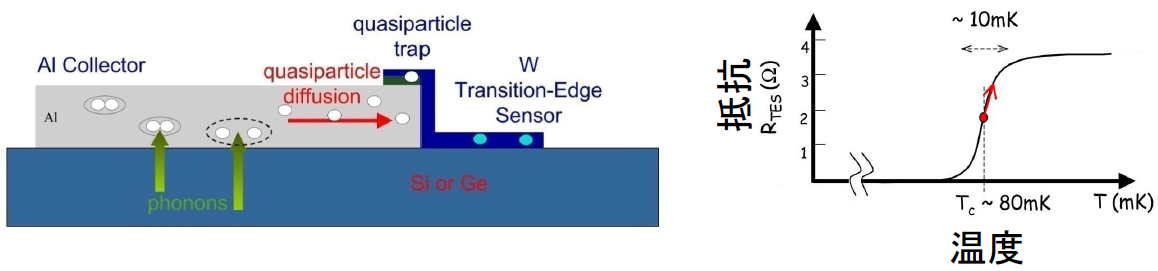 quasiparticle
trap
Al Collector
quasiparticle
diffusion
W
Transition-Edge
Sensor
Al
phonons
Si or Ge
~ 10mK
抵抗
R_TES (Ω)
4
3
2
1
T_c ~ 80mK
T (mK)
温度